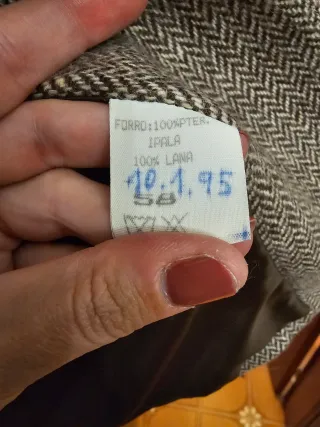 FORRO:100%PTER.
IPALA
100% LANA
10.1.95
58